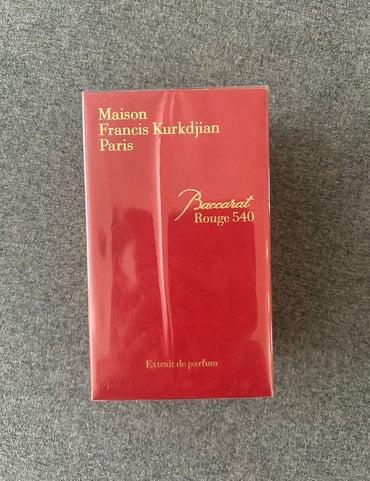 Maison
Francis Kurkdjian
Paris
Baccarat
Rouge 540
Extrait de parfum